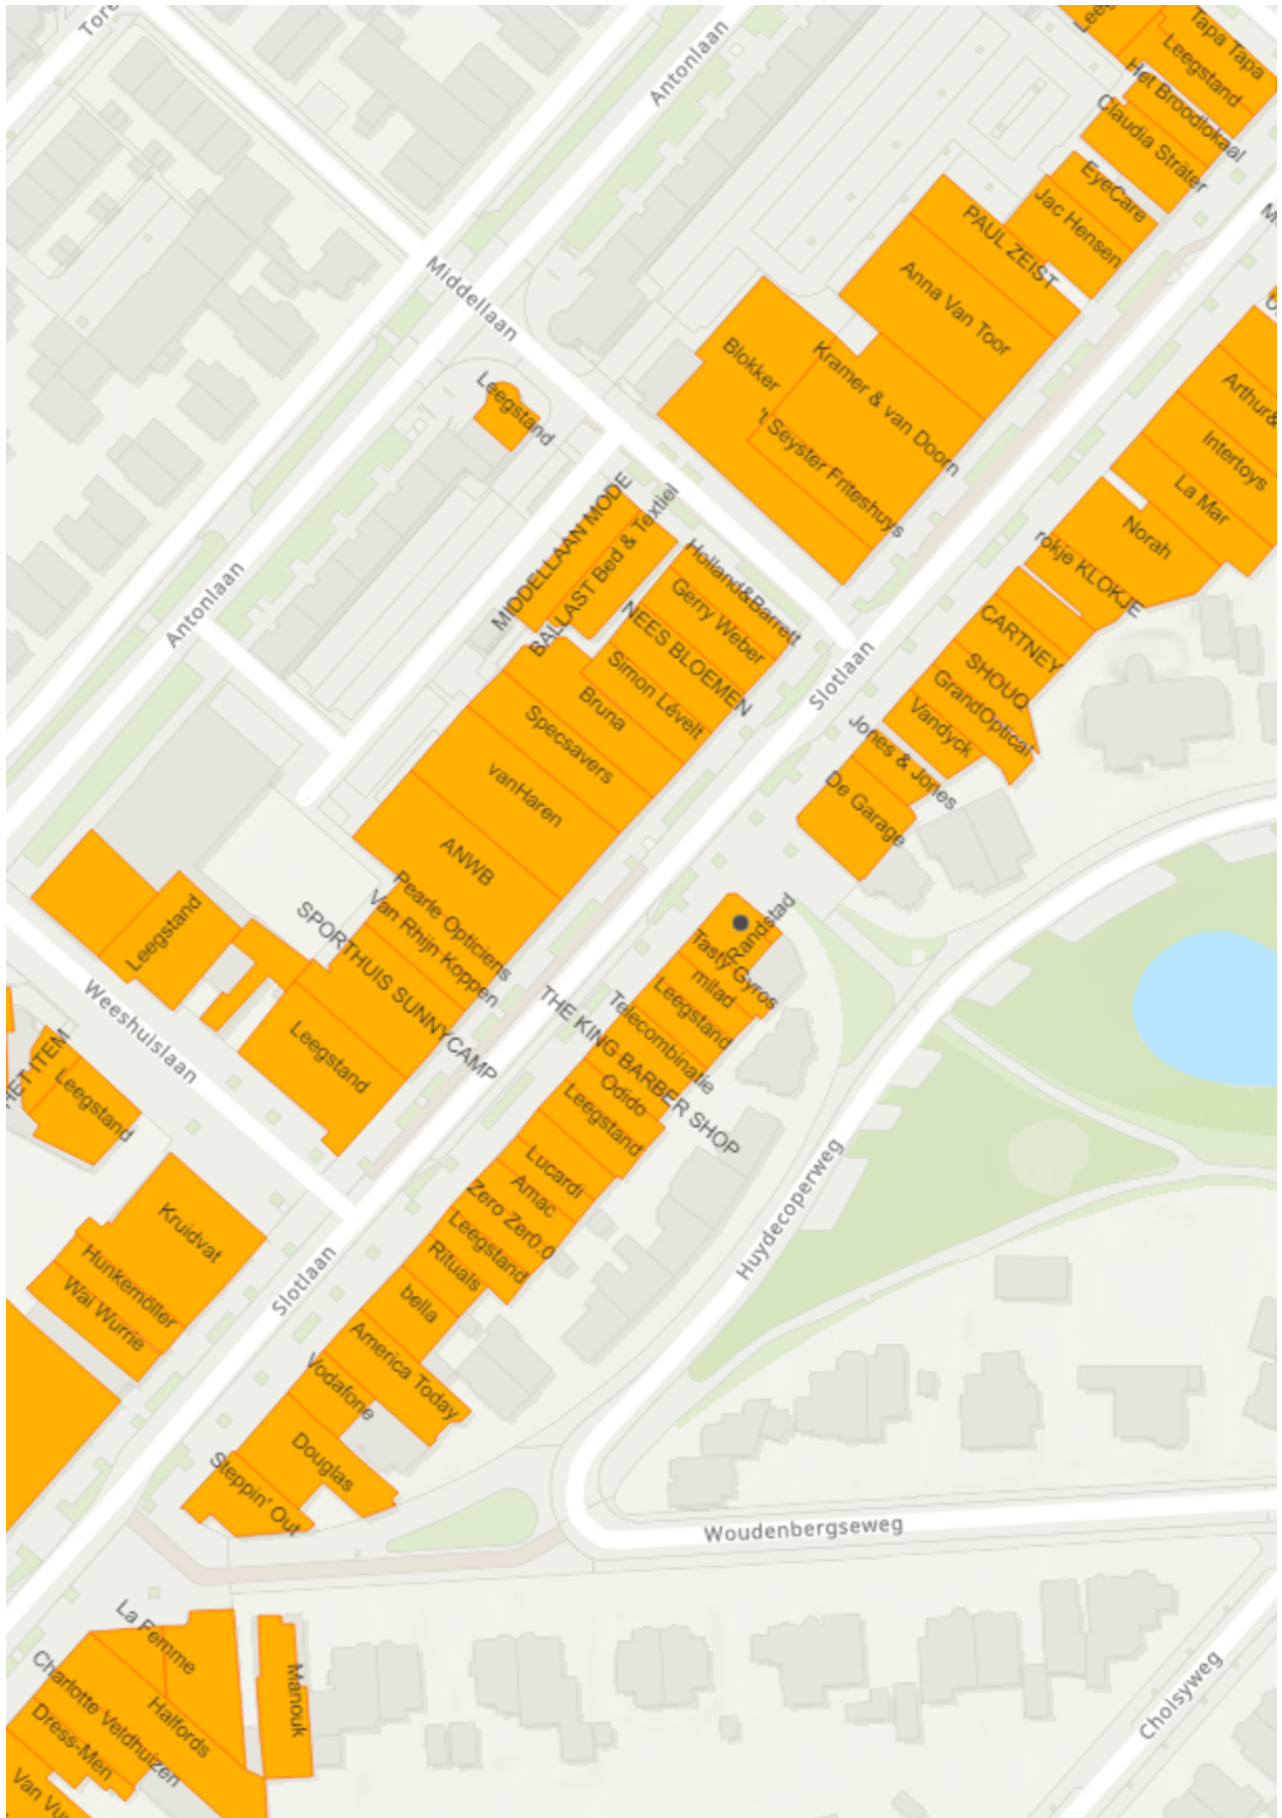 Tapa Tapa
Leegstand
Antonlaan
Het Broodlokaal
Claudia Sträter
EyeCare
Jac Hensen
PAUL ZEIST
Anna Van Toor
Middellaan
Blokker
Kramer & van Doorn
't Seyster Friteshuys
Leegstand
Arthur&
Intertoys
La Mar
Norah
rokje KLOKJE
MIDDELLAAN MODE
BALLAST Bed & Textiel
Holland&Barrett
Gerry Weber
NEES BLOEMEN
Simon Lévelt
Bruna
Specsavers
vanHaren
ANWB
Antonlaan
Slotlaan
CARTNEY
SHOUQ
GrandOptical
Vandyck
Jones & Jones
De Garage
Pearle Opticiens
Van Rhijn Koppen
SPORTHUIS SUNNYCAMP
Leegstand
Leegstand
Weeshuislaan
Randstad
Tasty Gyros
milad
Leegstand
Telecombinatie
THE KING BARBER SHOP
Odido
Leegstand
HET ITEM
Leegstand
Lucardi
Amac
Zero Zer0.0
Leegstand
Rituals
bella
America Today
Vodafone
Douglas
Steppin' Out
Kruidvat
Hunkemöller
Wai Wurrie
Slotlaan
Huydecoperweg
Woudenbergseweg
Choisyweg
La Femme
Manouk
Halfords
Charlotte Veldhuizen
Dress-Men